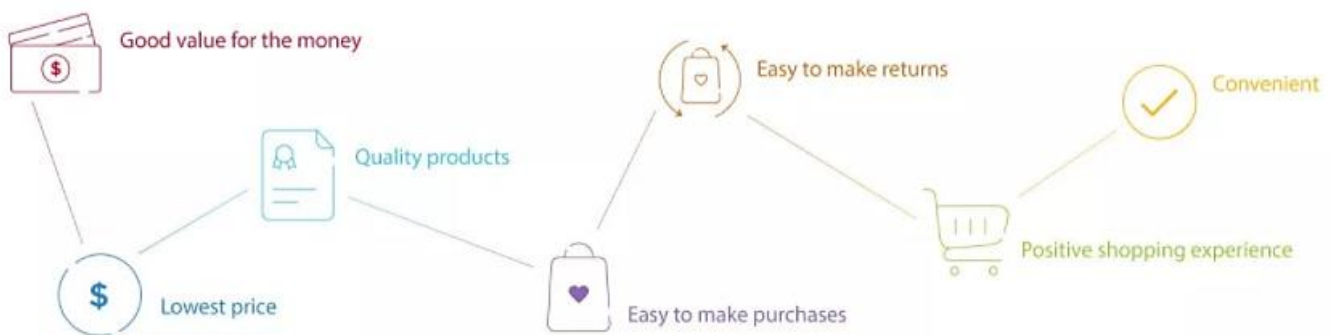 Good value for the money
$
Easy to make returns
Convenient
Quality products
Positive shopping experience
$
Lowest price
Easy to make purchases